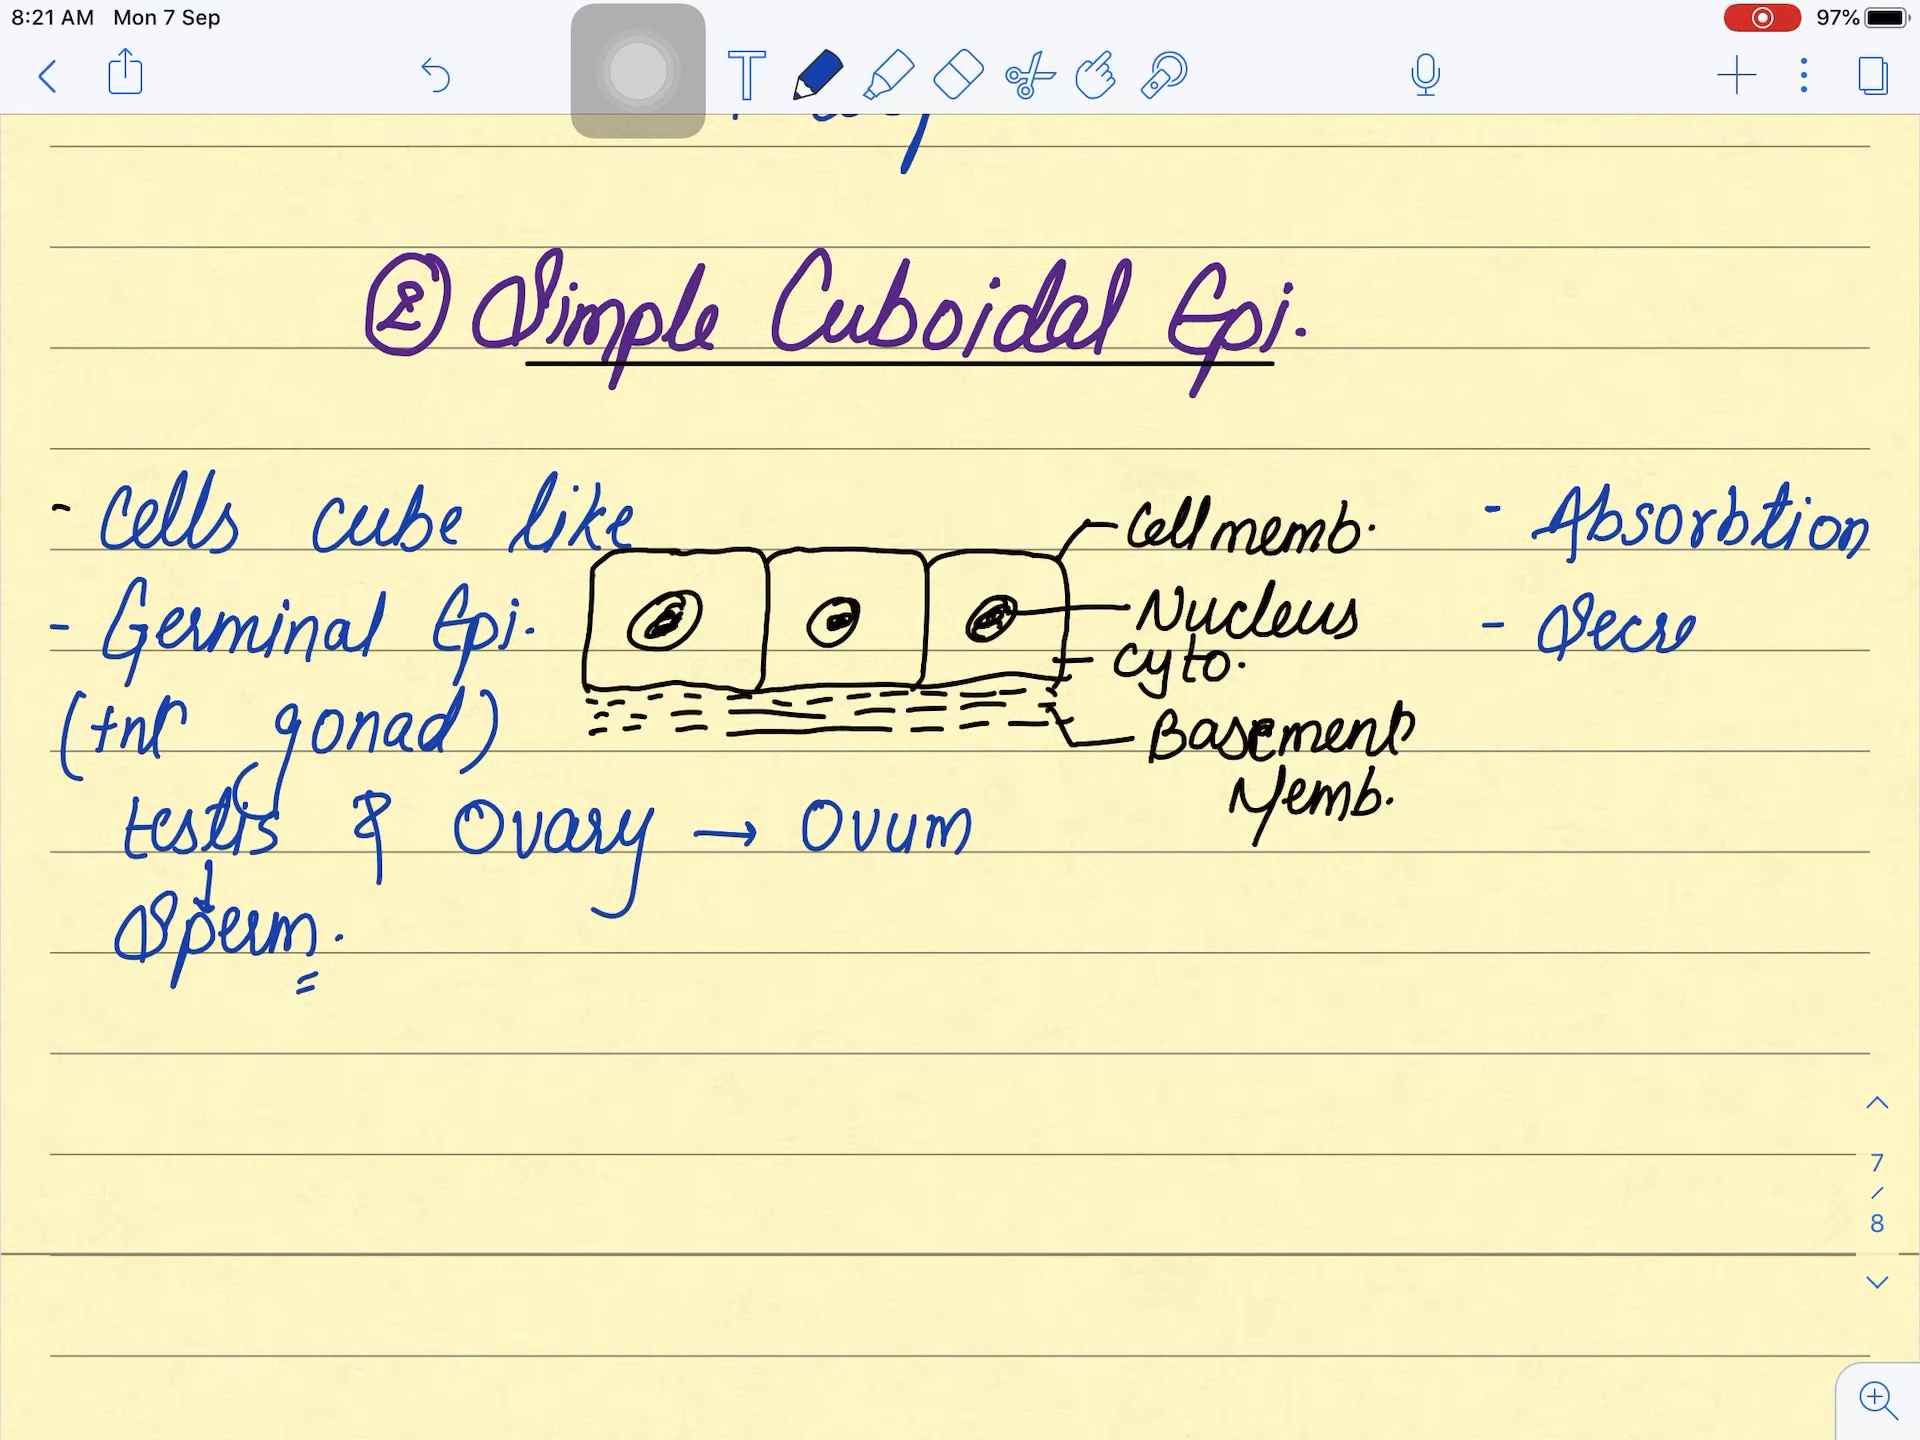 8:21 AM Mon 7 Sep
97%
T
② Simple Cuboidal Epi.
- Cells cube like
- Germinal Epi.
(Int gonad)
testis & Ovary → Ovum
↓
Sperm.
Cell memb.
Nucleus
Cyto.
Basement
Memb.
- Absorbtion
- Secre
7
/
8